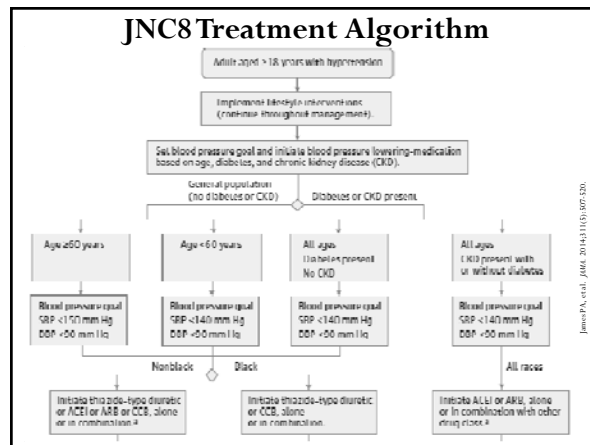 JNC8 Treatment Algorithm
Adult aged ≥18 years with hypertension
Implement lifestyle interventions
(continue throughout management).
Set blood pressure goal and initiate blood pressure lowering-medication
based on age, diabetes, and chronic kidney disease (CKD).
General population
(no diabetes or CKD)
Diabetes or CKD present
Age ≥60 years
Age <60 years
All ages
Diabetes present
No CKD
All ages
CKD present with
or without diabetes
Blood pressure goal
SBP <150 mm Hg
DBP <90 mm Hg
Blood pressure goal
SBP <140 mm Hg
DBP <90 mm Hg
Blood pressure goal
SBP <140 mm Hg
DBP <90 mm Hg
Blood pressure goal
SBP <140 mm Hg
DBP <90 mm Hg
Nonblack
Black
All races
Initiate thiazide-type diuretic
or ACEI or ARB or CCB, alone
or in combination.a
Initiate thiazide-type diuretic
or CCB, alone
or in combination.
Initiate ACEI or ARB, alone
or in combination with other
drug class.a
James PA, et al. JAMA. 2014;311(5):507-520.